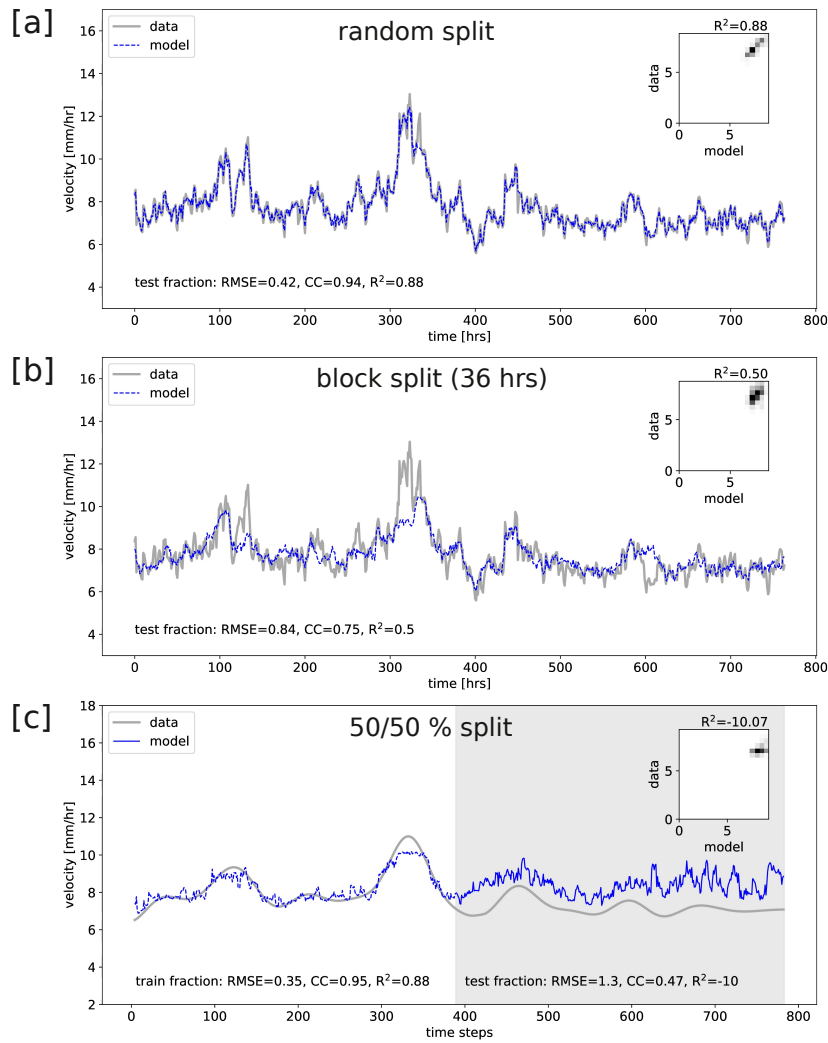 [a]
random split
data
model
R²=0.88
data
5
0
0
5
model
velocity [mm/hr]
16
14
12
10
8
6
4
test fraction: RMSE=0.42, CC=0.94, R²=0.88
0 100 200 300 400 500 600 700 800
time [hrs]
[b]
block split (36 hrs)
data
model
R²=0.50
data
5
0
0
5
model
velocity [mm/hr]
16
14
12
10
8
6
4
test fraction: RMSE=0.84, CC=0.75, R²=0.5
0 100 200 300 400 500 600 700 800
time [hrs]
[c]
50/50 % split
data
model
R²=-10.07
data
5
0
0
5
model
velocity [mm/hr]
18
16
14
12
10
8
6
4
2
train fraction: RMSE=0.35, CC=0.95, R²=0.88
test fraction: RMSE=1.3, CC=0.47, R²=-10
0 100 200 300 400 500 600 700 800
time steps